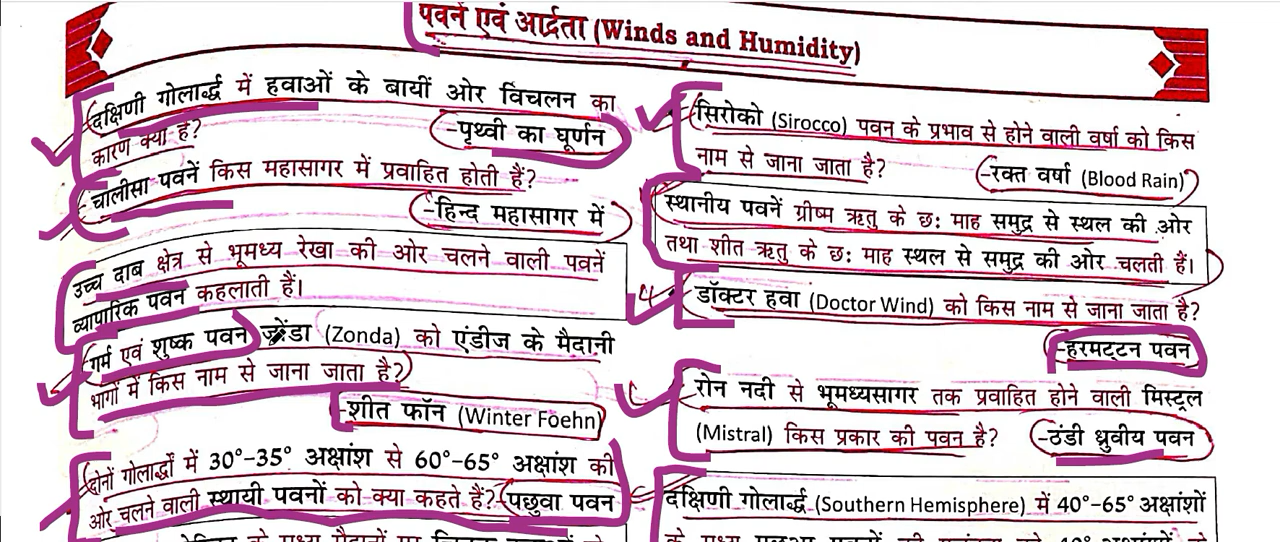 पवनें एवं आर्द्रता (Winds and Humidity)
दक्षिणी गोलार्द्ध में हवाओं के बायीं ओर विचलन का
कारण क्या है?
-पृथ्वी का घूर्णन
चालीसा पवनें किस महासागर में प्रवाहित होती हैं?
-हिन्द महासागर में
उच्च दाब क्षेत्र से भूमध्य रेखा की ओर चलने वाली पवनें
व्यापारिक पवन कहलाती हैं।
गर्म एवं शुष्क पवन (Zonda) को एंडीज के मैदानी
भागों में किस नाम से जाना जाता है?
-शीत फॉन (Winter Foehn)
दोनों गोलार्द्धों में 30°-35° अक्षांश से 60°-65° अक्षांश की
ओर चलने वाली स्थायी पवनों को क्या कहते हैं? पछुवा पवन
सिरोको (Sirocco) पवन के प्रभाव से होने वाली वर्षा को किस
नाम से जाना जाता है?
-रक्त वर्षा (Blood Rain)
स्थानीय पवनें ग्रीष्म ऋतु के छः माह समुद्र से स्थल की ओर
तथा शीत ऋतु के छः माह स्थल से समुद्र की ओर चलती हैं।
डॉक्टर हवा (Doctor Wind) को किस नाम से जाना जाता है?
-हरमट्टन पवन
रोन नदी से भूमध्यसागर तक प्रवाहित होने वाली मिस्ट्रल
(Mistral) किस प्रकार की पवन है?
-ठंडी ध्रुवीय पवन
दक्षिणी गोलार्द्ध (Southern Hemisphere) में 40°-65° अक्षांशों